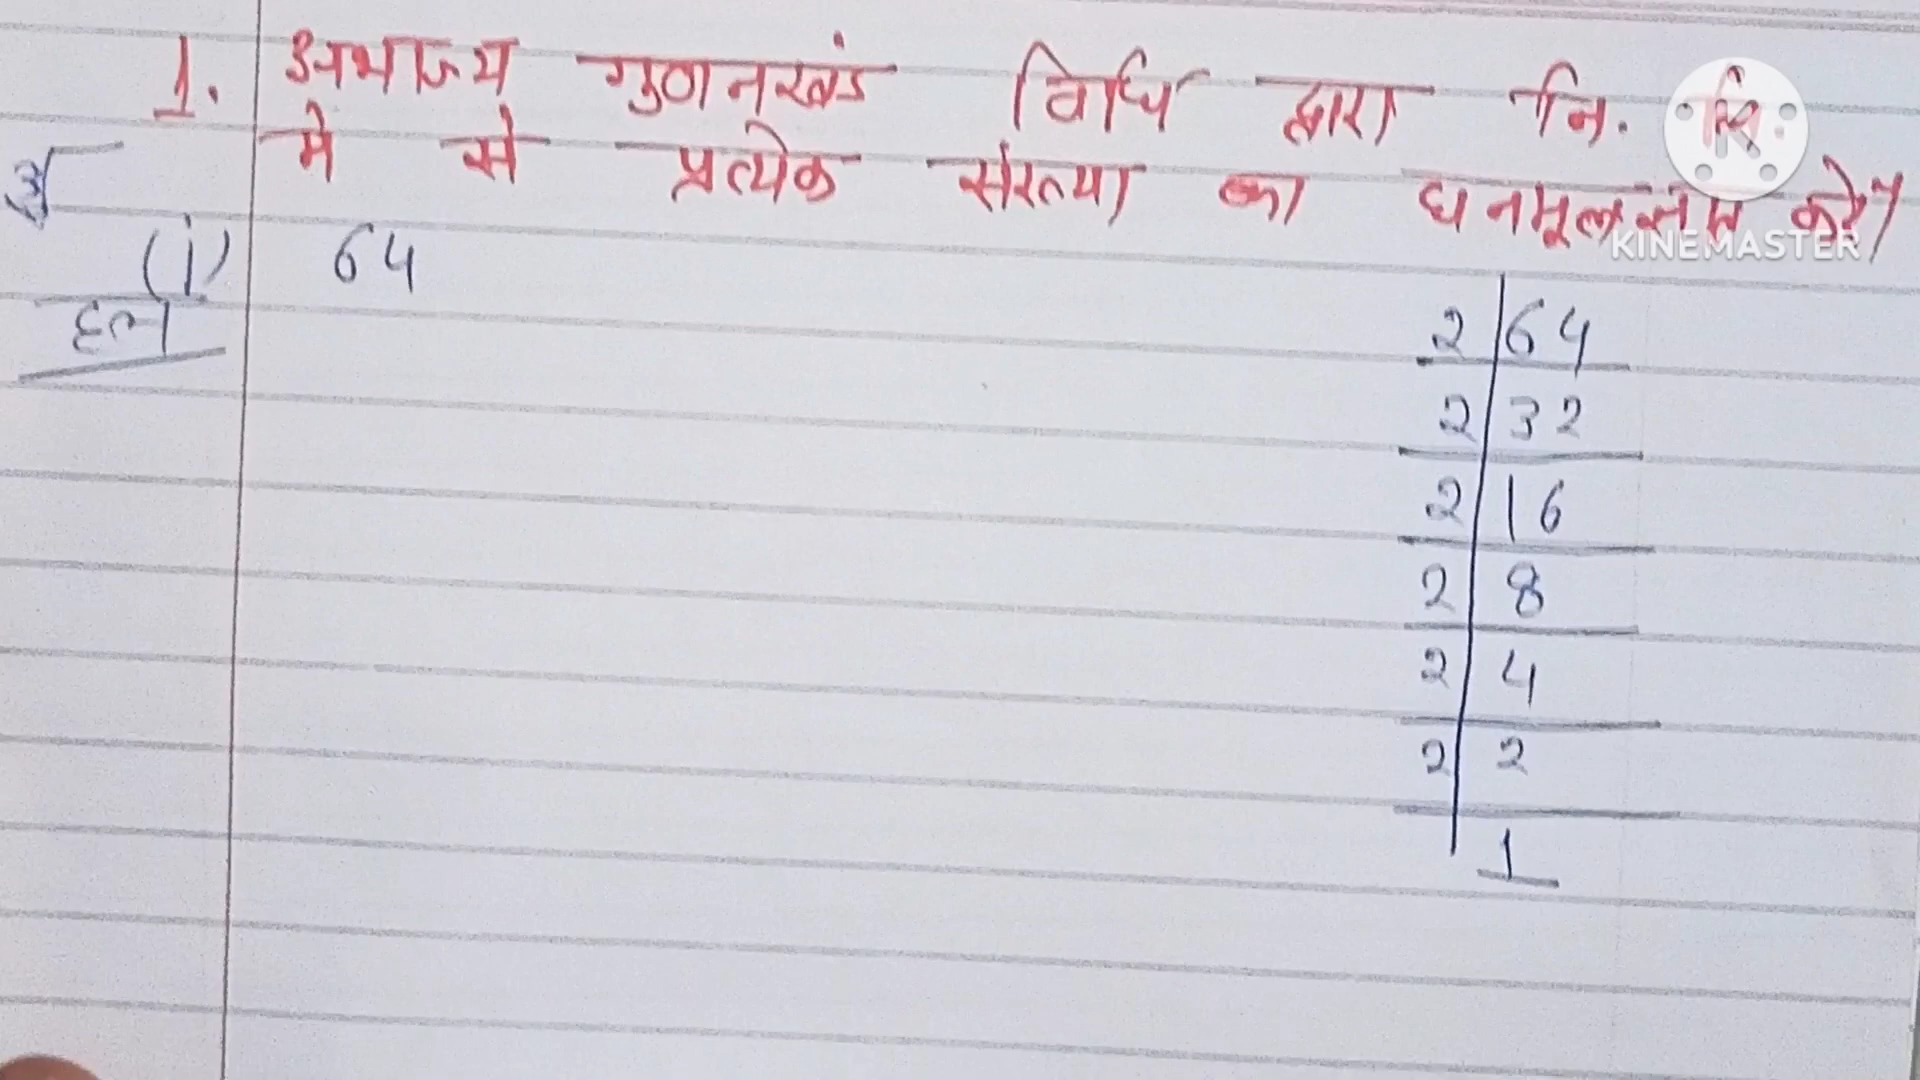 1. अभाज्य गुणनखंड विधि द्वारा नि. लि.
में से प्रत्येक संख्या का घनमूल ज्ञात करें।
(i) 64
हल
2 | 64
2 | 32
2 | 16
2 | 8
2 | 4
2 | 2
1
KINEMASTER